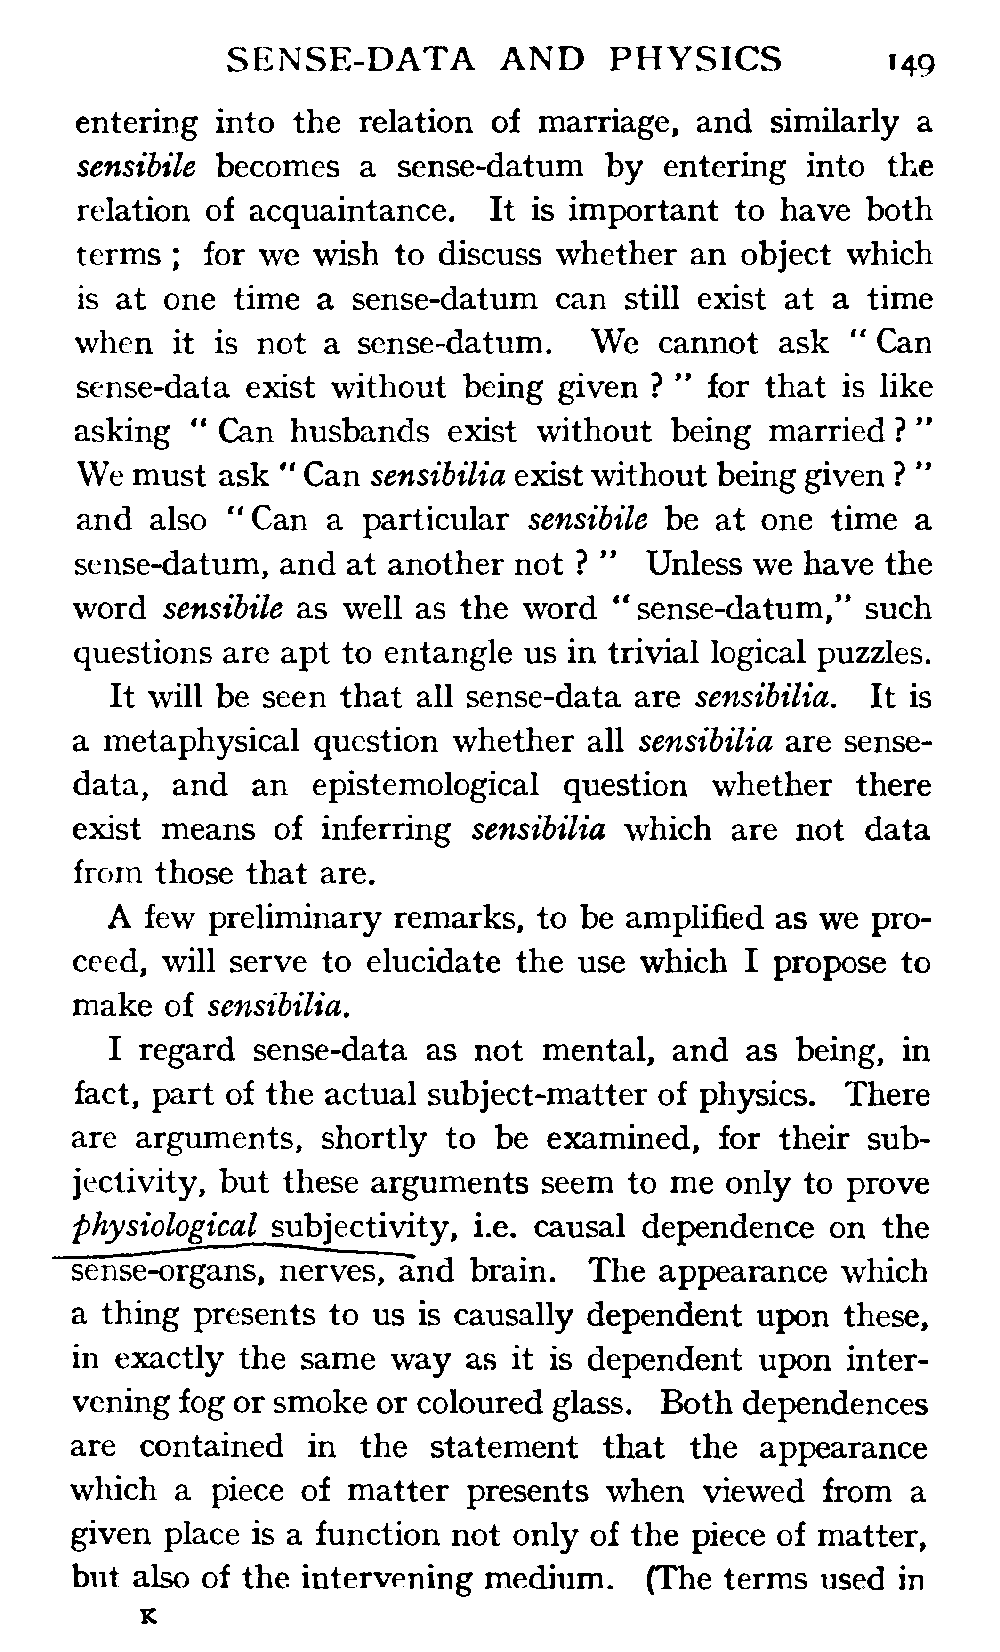 SENSE-DATA AND PHYSICS 149
entering into the relation of marriage, and similarly a
sensibile becomes a sense-datum by entering into the
relation of acquaintance. It is important to have both
terms ; for we wish to discuss whether an object which
is at one time a sense-datum can still exist at a time
when it is not a sense-datum. We cannot ask “ Can
sense-data exist without being given ? ” for that is like
asking “ Can husbands exist without being married ? ”
We must ask “ Can sensibilia exist without being given ? ”
and also “ Can a particular sensibile be at one time a
sense-datum, and at another not ? ” Unless we have the
word sensibile as well as the word “ sense-datum,” such
questions are apt to entangle us in trivial logical puzzles.
It will be seen that all sense-data are sensibilia. It is
a metaphysical question whether all sensibilia are sense-
data, and an epistemological question whether there
exist means of inferring sensibilia which are not data
from those that are.
A few preliminary remarks, to be amplified as we pro-
ceed, will serve to elucidate the use which I propose to
make of sensibilia.
I regard sense-data as not mental, and as being, in
fact, part of the actual subject-matter of physics. There
are arguments, shortly to be examined, for their sub-
jectivity, but these arguments seem to me only to prove
physiological subjectivity, i.e. causal dependence on the
sense-organs, nerves, and brain. The appearance which
a thing presents to us is causally dependent upon these,
in exactly the same way as it is dependent upon inter-
vening fog or smoke or coloured glass. Both dependences
are contained in the statement that the appearance
which a piece of matter presents when viewed from a
given place is a function not only of the piece of matter,
but also of the intervening medium. (The terms used in
K